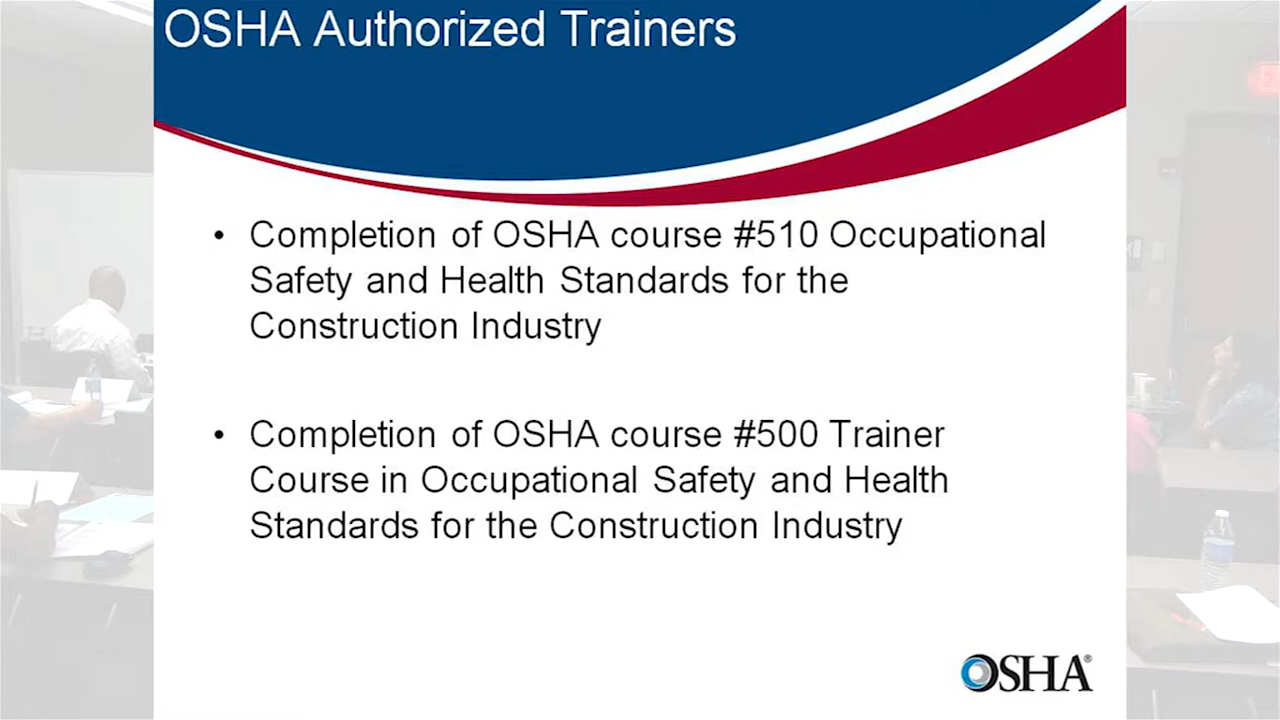 OSHA Authorized Trainers
• Completion of OSHA course #510 Occupational
Safety and Health Standards for the
Construction Industry
• Completion of OSHA course #500 Trainer
Course in Occupational Safety and Health
Standards for the Construction Industry
OSHA®